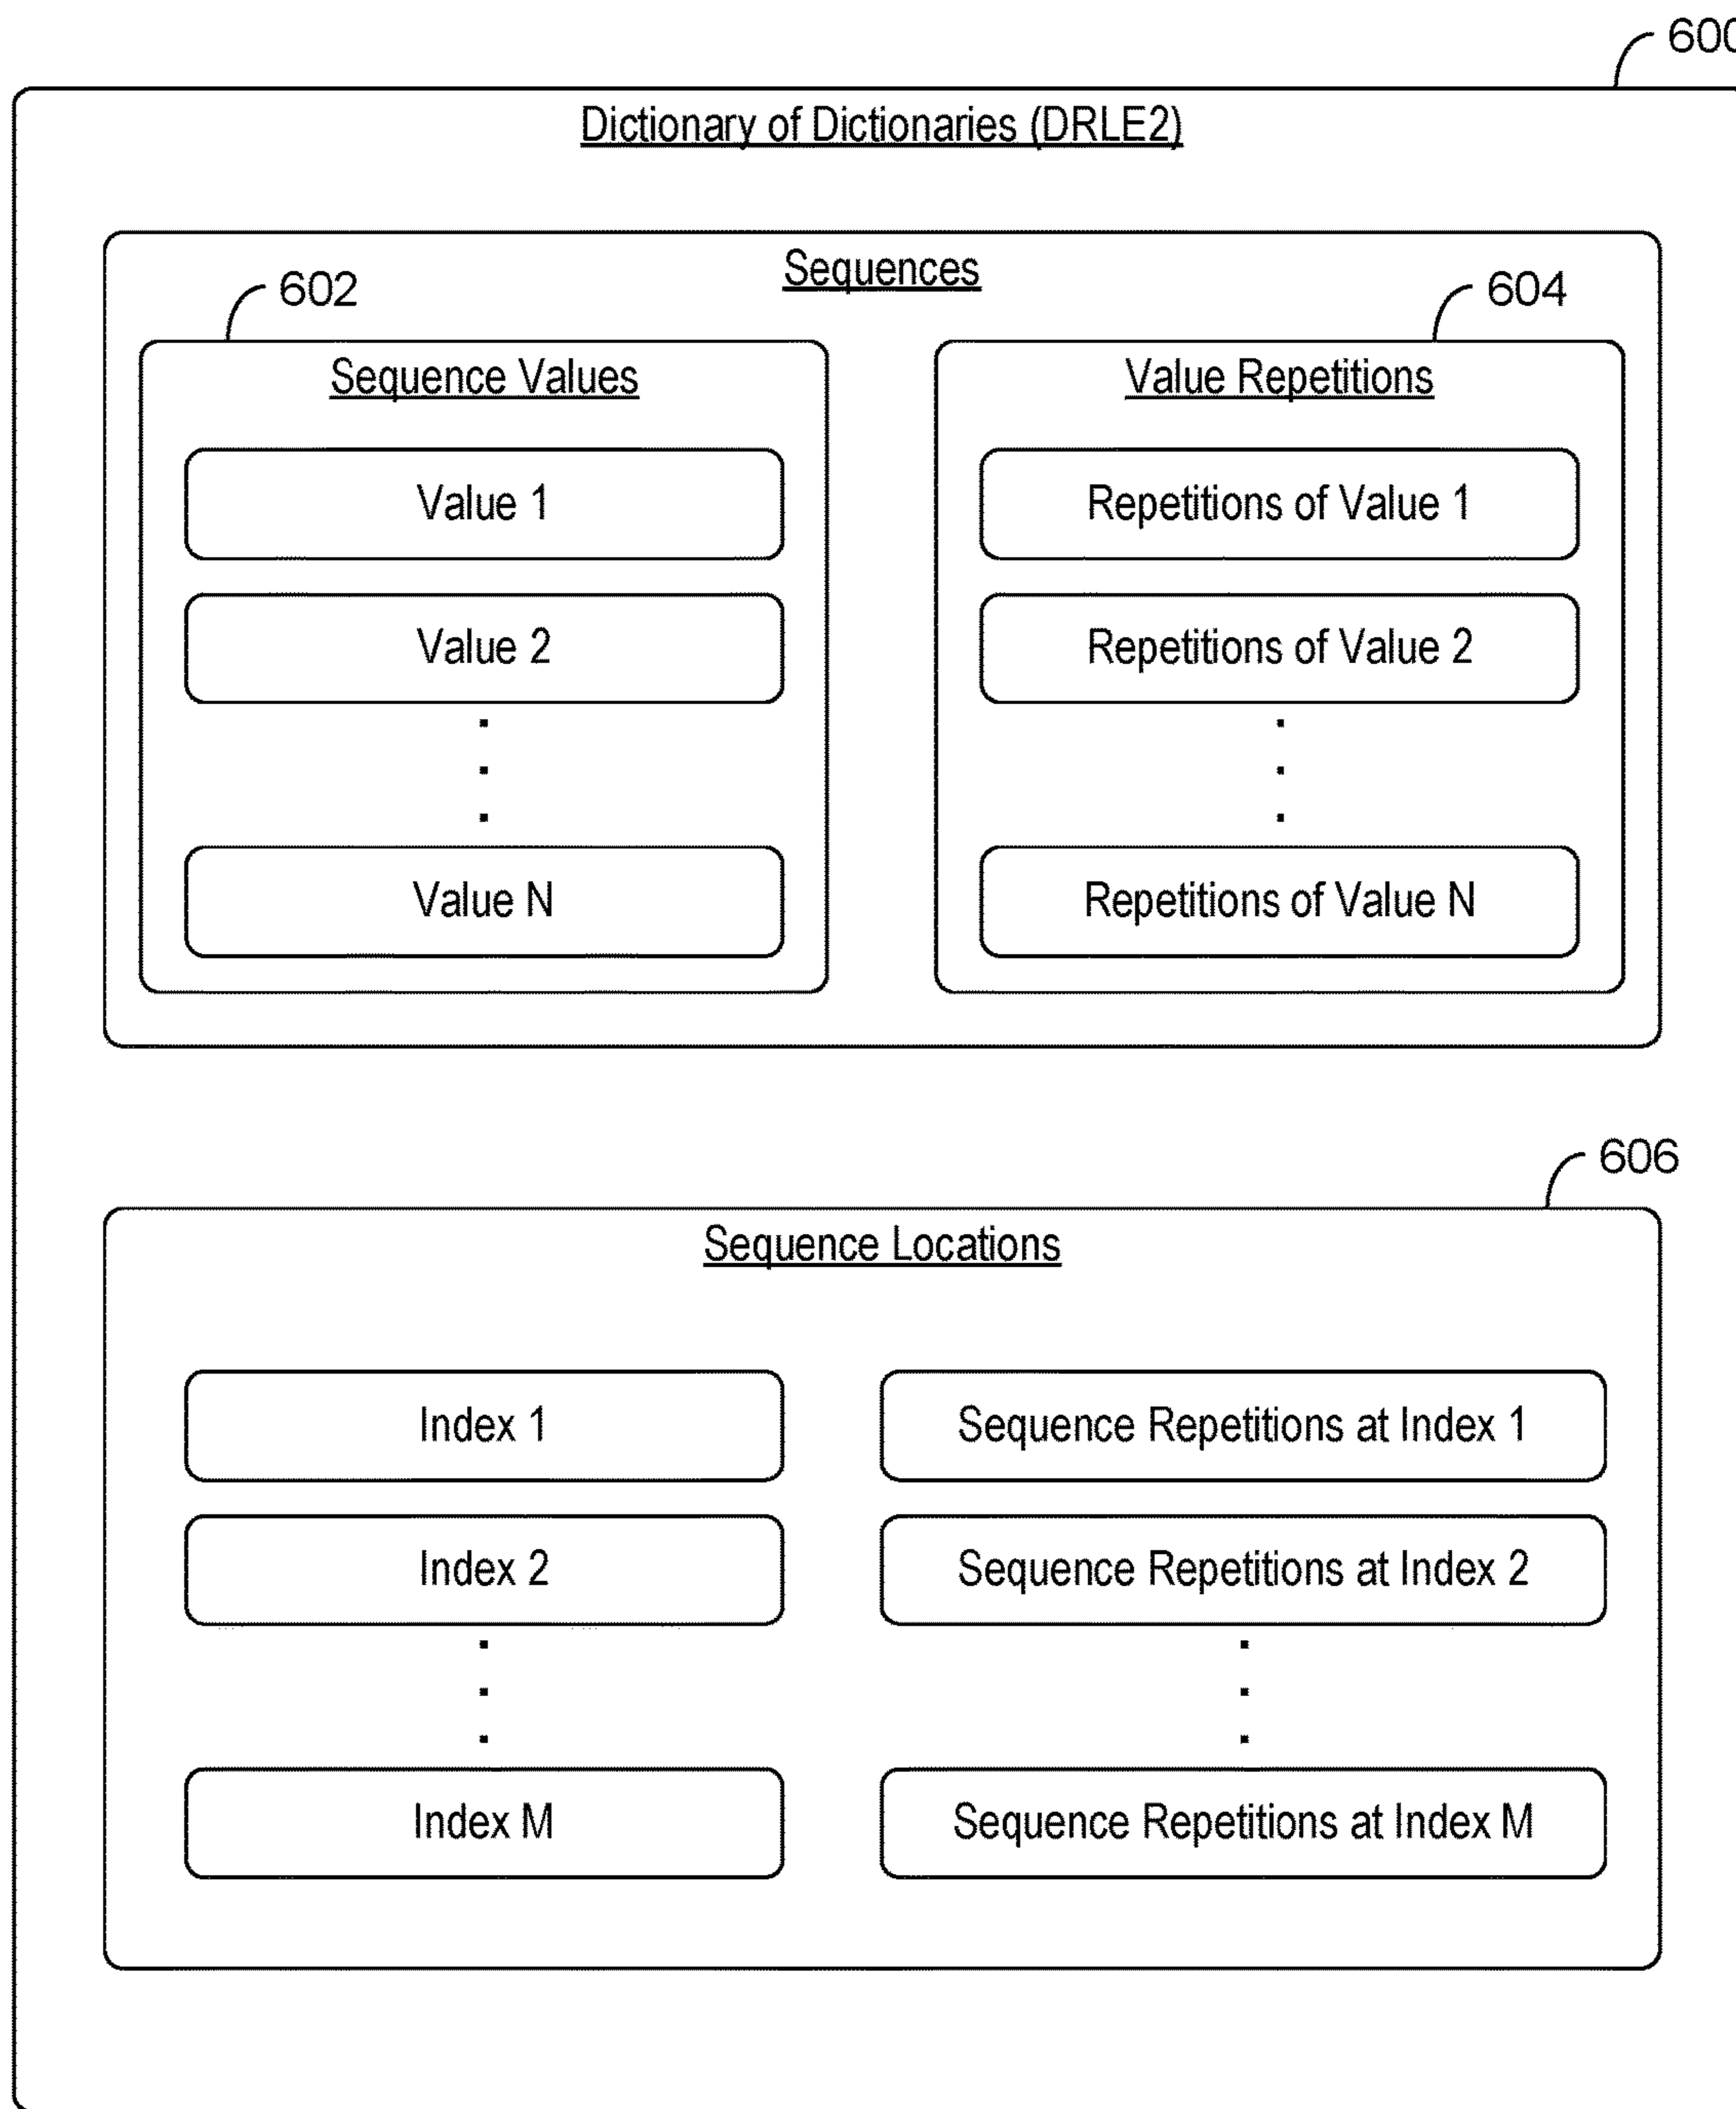 600
Dictionary of Dictionaries (DRLE2)
Sequences
602
604
Sequence Values
Value Repetitions
Value 1
Repetitions of Value 1
Value 2
Repetitions of Value 2
Value N
Repetitions of Value N
606
Sequence Locations
Index 1
Sequence Repetitions at Index 1
Index 2
Sequence Repetitions at Index 2
Index M
Sequence Repetitions at Index M